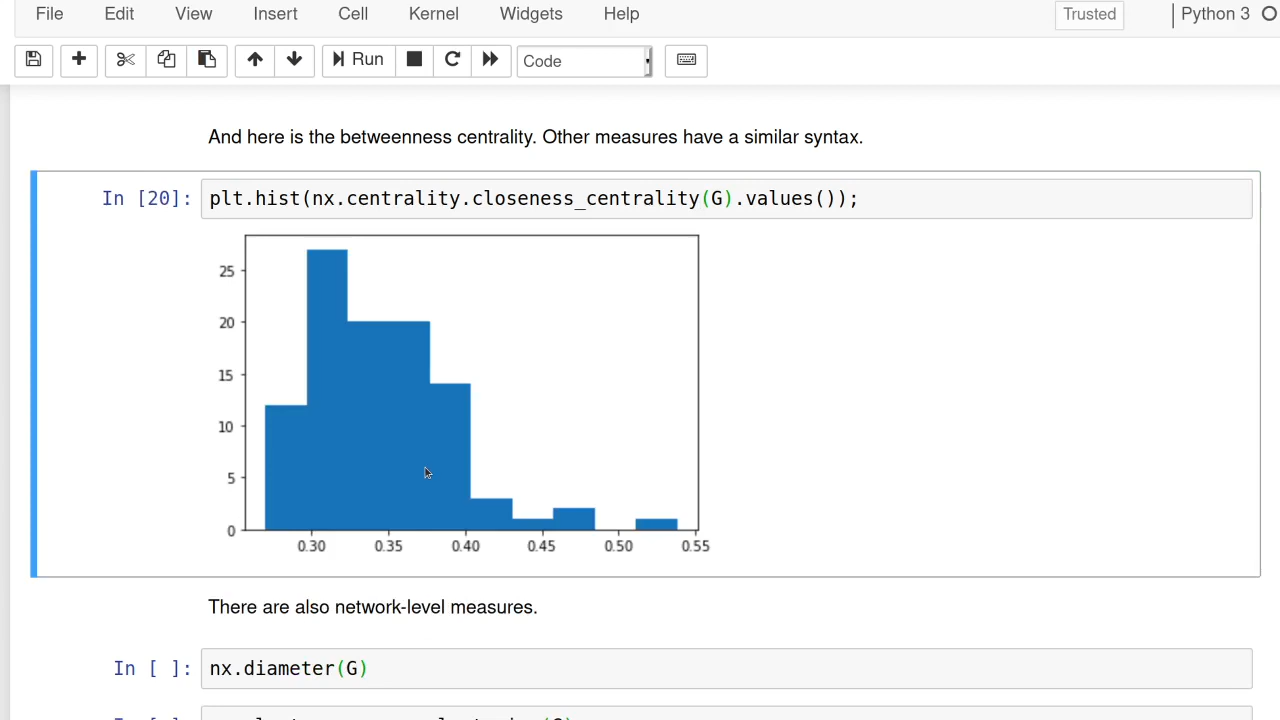 File Edit View Insert Cell Kernel Widgets Help Trusted Python 3
Run Code
And here is the betweenness centrality. Other measures have a similar syntax.
In [20]: plt.hist(nx.centrality.closeness_centrality(G).values());
25
20
15
10
5
0
0.30 0.35 0.40 0.45 0.50 0.55
There are also network-level measures.
In [ ]: nx.diameter(G)